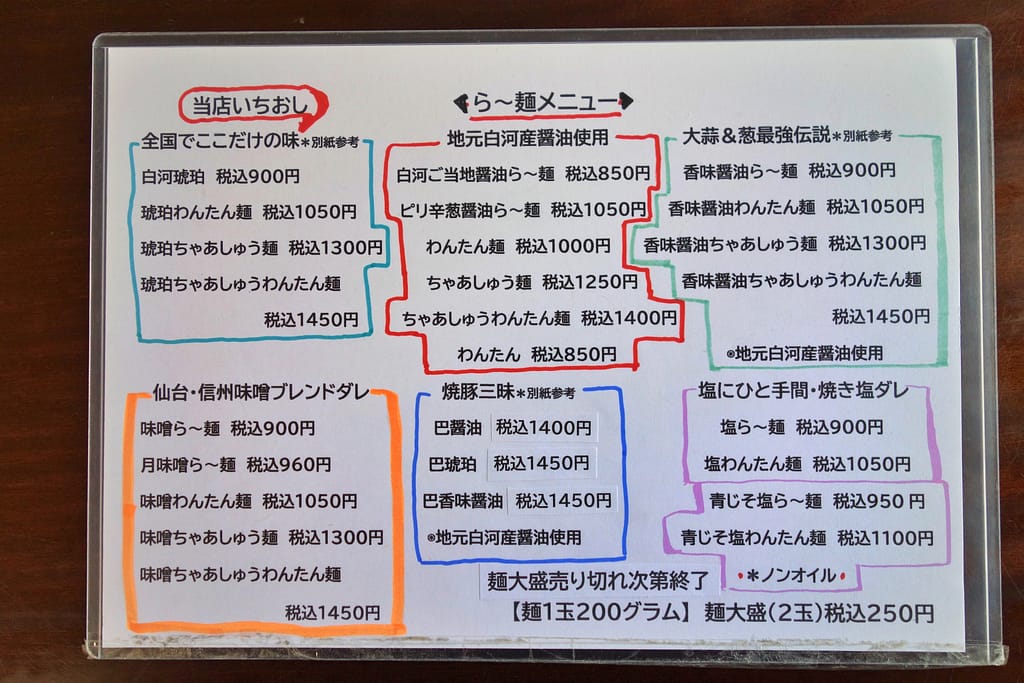 当店いちおし
ら～麺メニュー
全国でここだけの味＊別紙参考
白河琥珀 税込900円
琥珀わんたん麺 税込1050円
琥珀ちゃあしゅう麺 税込1300円
琥珀ちゃあしゅうわんたん麺
税込1450円
地元白河産醤油使用
白河ご当地醤油ら～麺 税込850円
ピリ辛葱醤油ら～麺 税込1050円
わんたん麺 税込1000円
ちゃあしゅう麺 税込1250円
ちゃあしゅうわんたん麺 税込1400円
わんたん 税込850円
大蒜＆葱最強伝説＊別紙参考
香味醤油ら～麺 税込900円
香味醤油わんたん麺 税込1050円
香味醤油ちゃあしゅう麺 税込1300円
香味醤油ちゃあしゅうわんたん麺
税込1450円
◎地元白河産醤油使用
仙台・信州味噌ブレンドダレ
味噌ら～麺 税込900円
月味噌ら～麺 税込960円
味噌わんたん麺 税込1050円
味噌ちゃあしゅう麺 税込1300円
味噌ちゃあしゅうわんたん麺
税込1450円
焼豚三昧＊別紙参考
巴醤油 税込1400円
巴琥珀 税込1450円
巴香味醤油 税込1450円
◎地元白河産醤油使用
塩にひと手間・焼き塩ダレ
塩ら～麺 税込900円
塩わんたん麺 税込1050円
青じそ塩ら～麺 税込950円
青じそ塩わんたん麺 税込1100円
＊ノンオイル
麺大盛売り切れ次第終了
【麺1玉200グラム】 麺大盛(2玉)税込250円